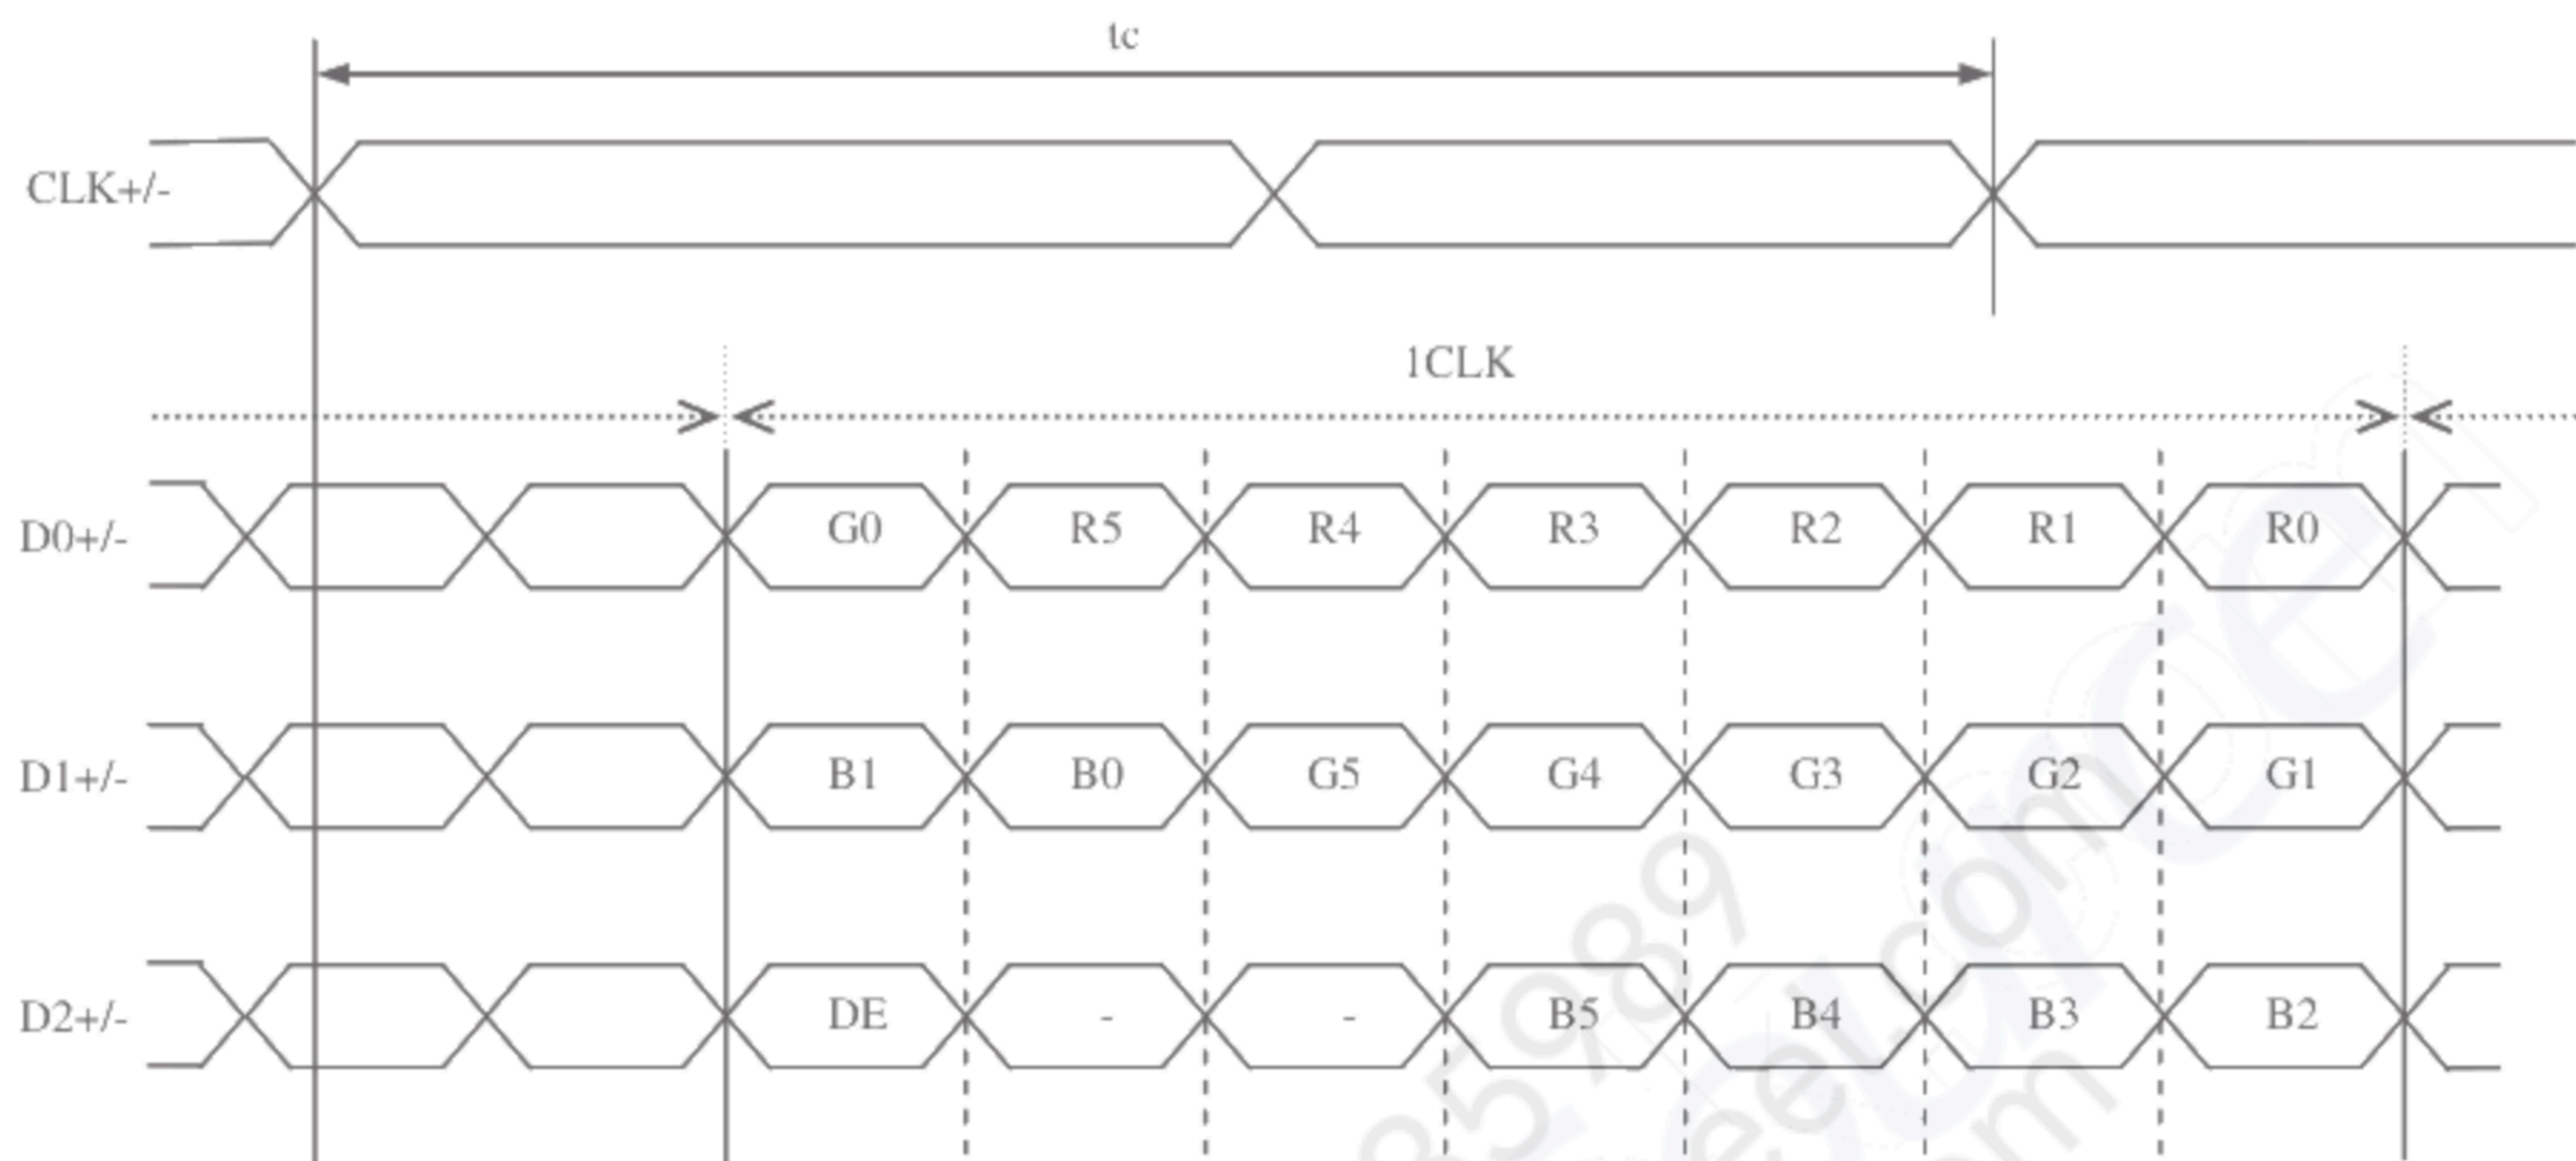 tc
CLK+/-
1CLK
D0+/- G0 R5 R4 R3 R2 R1 R0
D1+/- B1 B0 G5 G4 G3 G2 G1
D2+/- DE - - B5 B4 B3 B2